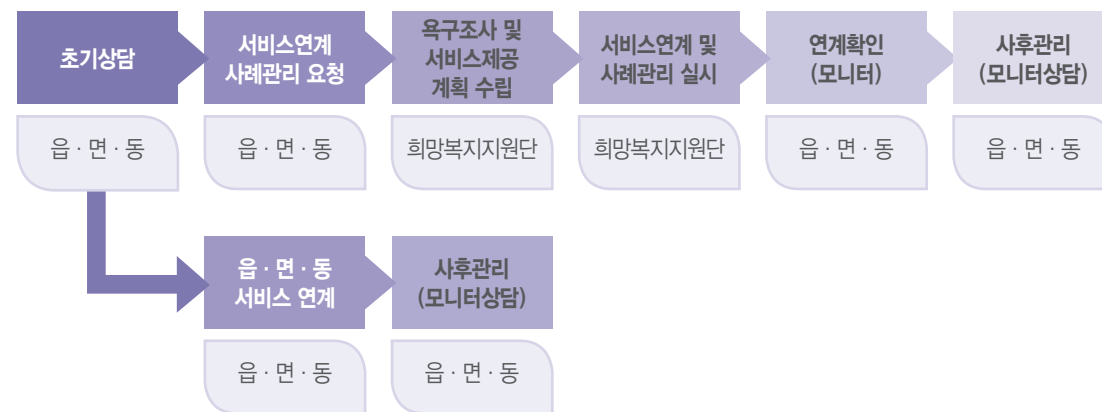 초기상담
서비스연계
사례관리 요청
욕구조사 및
서비스제공
계획 수립
서비스연계 및
사례관리 실시
연계확인
(모니터)
사후관리
(모니터상담)
읍 · 면 · 동
읍 · 면 · 동
희망복지지원단
희망복지지원단
읍 · 면 · 동
읍 · 면 · 동
읍 · 면 · 동
서비스 연계
사후관리
(모니터상담)
읍 · 면 · 동
읍 · 면 · 동